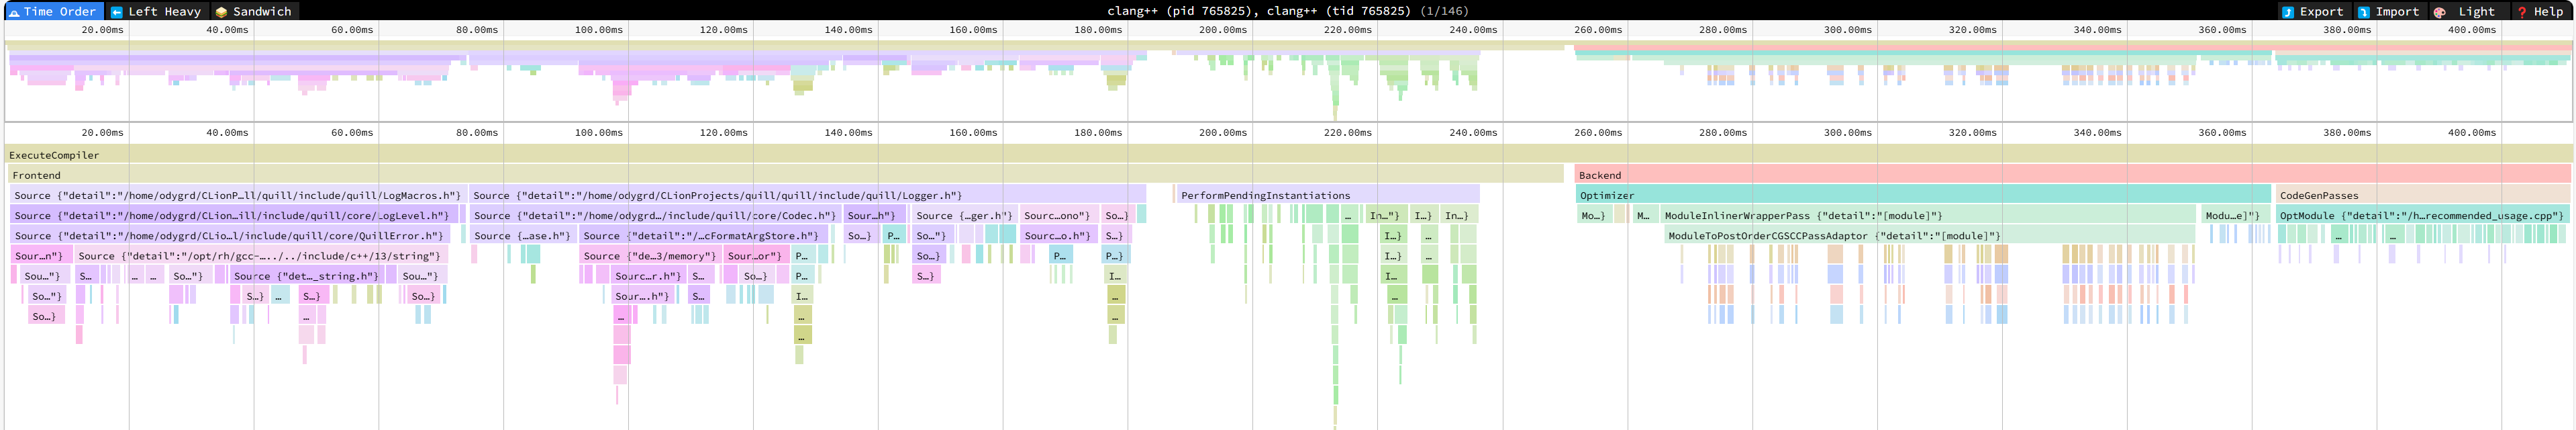 Time Order Left Heavy Sandwich clang++ (pid 765825), clang++ (tid 765825) (1/146) Export Import Light Help
20.00ms 40.00ms 60.00ms 80.00ms 100.00ms 120.00ms 140.00ms 160.00ms 180.00ms 200.00ms 220.00ms 240.00ms 260.00ms 280.00ms 300.00ms 320.00ms 340.00ms 360.00ms 380.00ms 400.00ms
20.00ms 40.00ms 60.00ms 80.00ms 100.00ms 120.00ms 140.00ms 160.00ms 180.00ms 200.00ms 220.00ms 240.00ms 260.00ms 280.00ms 300.00ms 320.00ms 340.00ms 360.00ms 380.00ms 400.00ms
ExecuteCompiler
Frontend Backend
Source {"detail":"/home/odygrd/CLionP…ll/quill/include/quill/LogMacros.h"} Source {"detail":"/home/odygrd/CLionProjects/quill/quill/include/quill/Logger.h"} PerformPendingInstantiations Optimizer CodeGenPasses
Source {"detail":"/home/odygrd/CLion…ill/include/quill/core/LogLevel.h"} Source {"detail":"/home/odygrd…/include/quill/core/Codec.h"} Sour…h"} Source {…ger.h"} Sourc…ono"} So…} … In…"} I…} In…} Mo…} M… ModuleInlinerWrapperPass {"detail":"[module]"} Modu…e]"} OptModule {"detail":"/h…recommended_usage.cpp"}
Source {"detail":"/home/odygrd/CLio…l/include/quill/core/QuillError.h"} Source {…ase.h"} Source {"detail":"/…cFormatArgStore.h"} So…} P… So…"} Sourc…o.h"} S…} I…} … ModuleToPostOrderCGSCCPassAdaptor {"detail":"[module]"} … …
Sour…n"} Source {"detail":"/opt/rh/gcc-…../../include/c++/13/string"} Source {"de…3/memory"} Sour…or"} P… So…} P… P…} I…} …
Sou…"} S… … … So…"} Source {"det…_string.h"} Sou…"} Sourc…r.h"} S… So…} P… S…} I… I… …
So…"} S…} … S…} So…} Sour….h"} S… I… … …
So…} … … … …
…